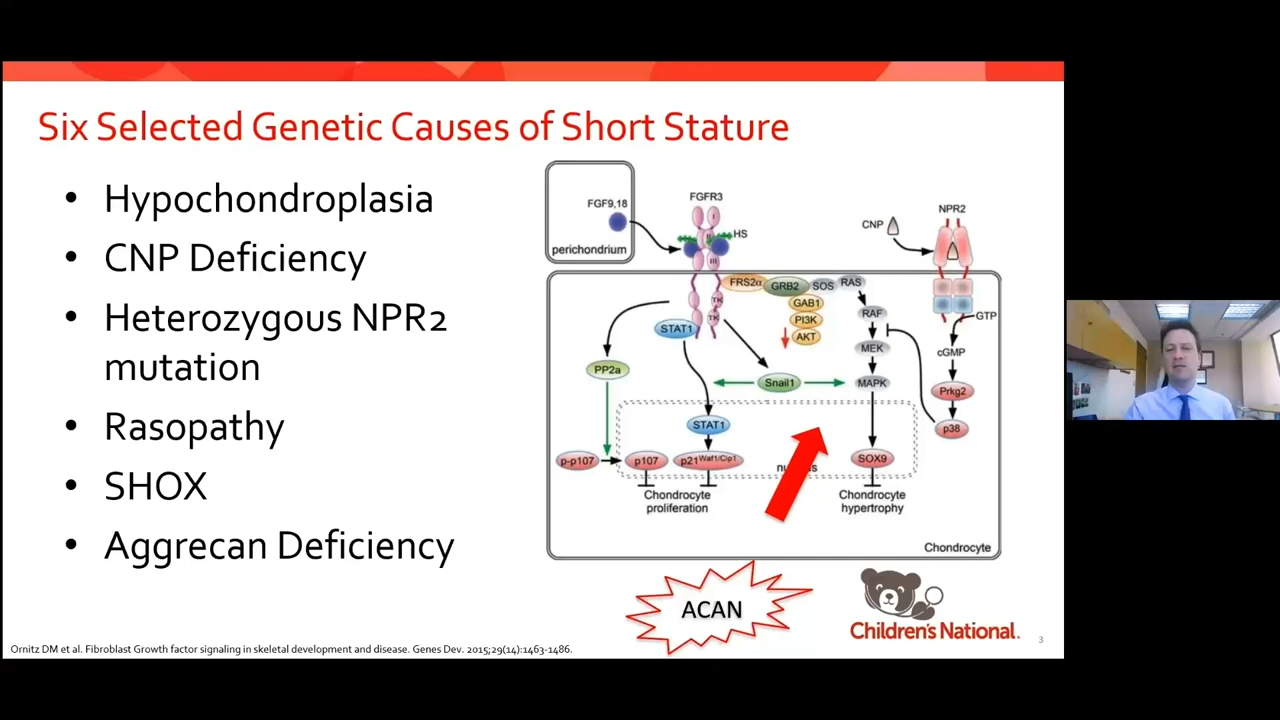 Six Selected Genetic Causes of Short Stature
• Hypochondroplasia
• CNP Deficiency
• Heterozygous NPR2
mutation
• Rasopathy
• SHOX
• Aggrecan Deficiency
FGF9,18
perichondrium
FGFR3
HS
I
III
TK
TK
CNP
NPR2
FRS2α
GRB2
SOS
RAS
GAB1
PI3K
AKT
RAF
MEK
MAPK
GTP
cGMP
Prkg2
p38
STAT1
PP2a
Snail1
STAT1
p-p107
p107
p21Waf1/Cip1
SOX9
Chondrocyte
proliferation
Chondrocyte
hypertrophy
Chondrocyte
ACAN
Children's National.
3
Ornitz DM et al. Fibroblast Growth factor signaling in skeletal development and disease. Genes Dev. 2015;29(14):1463-1486.